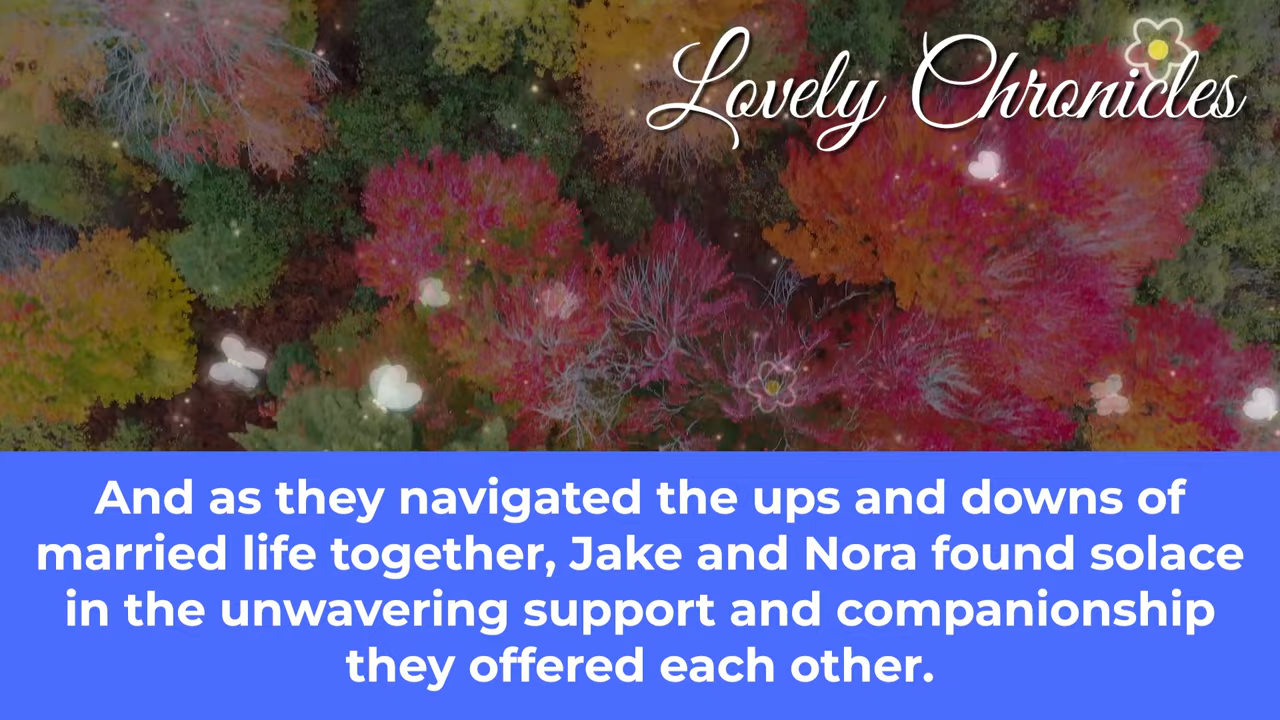 Lovely Chronicles
And as they navigated the ups and downs of
married life together, Jake and Nora found solace
in the unwavering support and companionship
they offered each other.